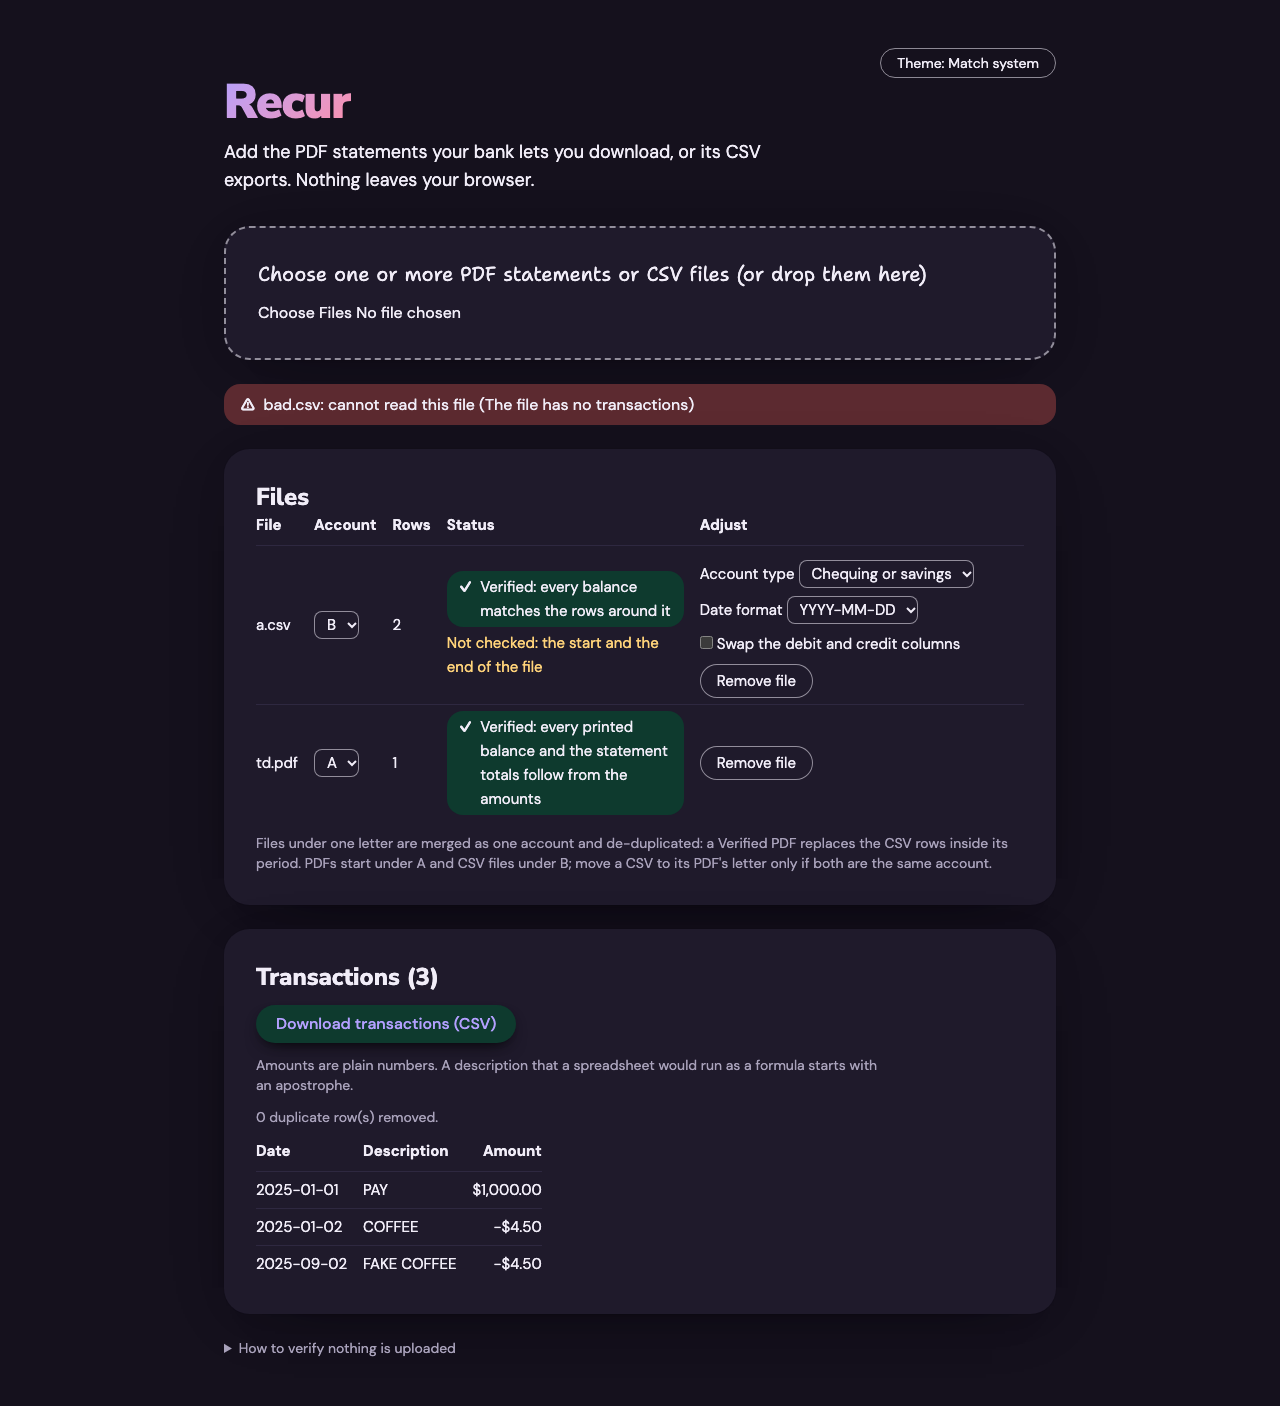 Theme: Match system
Recur
Add the PDF statements your bank lets you download, or its CSV
exports. Nothing leaves your browser.
Choose one or more PDF statements or CSV files (or drop them here)
Choose Files No file chosen
bad.csv: cannot read this file (The file has no transactions)
Files
File Account Rows Status Adjust
a.csv B 2
✓ Verified: every balance
matches the rows around it
Not checked: the start and the
end of the file
Account type Chequing or savings
Date format YYYY-MM-DD
Swap the debit and credit columns
Remove file
td.pdf A 1
✓ Verified: every printed
balance and the statement
totals follow from the
amounts
Remove file
Files under one letter are merged as one account and de-duplicated: a Verified PDF replaces the CSV rows inside its
period. PDFs start under A and CSV files under B; move a CSV to its PDF's letter only if both are the same account.
Transactions (3)
Download transactions (CSV)
Amounts are plain numbers. A description that a spreadsheet would run as a formula starts with
an apostrophe.
0 duplicate row(s) removed.
Date Description Amount
2025-01-01 PAY $1,000.00
2025-01-02 COFFEE -$4.50
2025-09-02 FAKE COFFEE -$4.50
How to verify nothing is uploaded